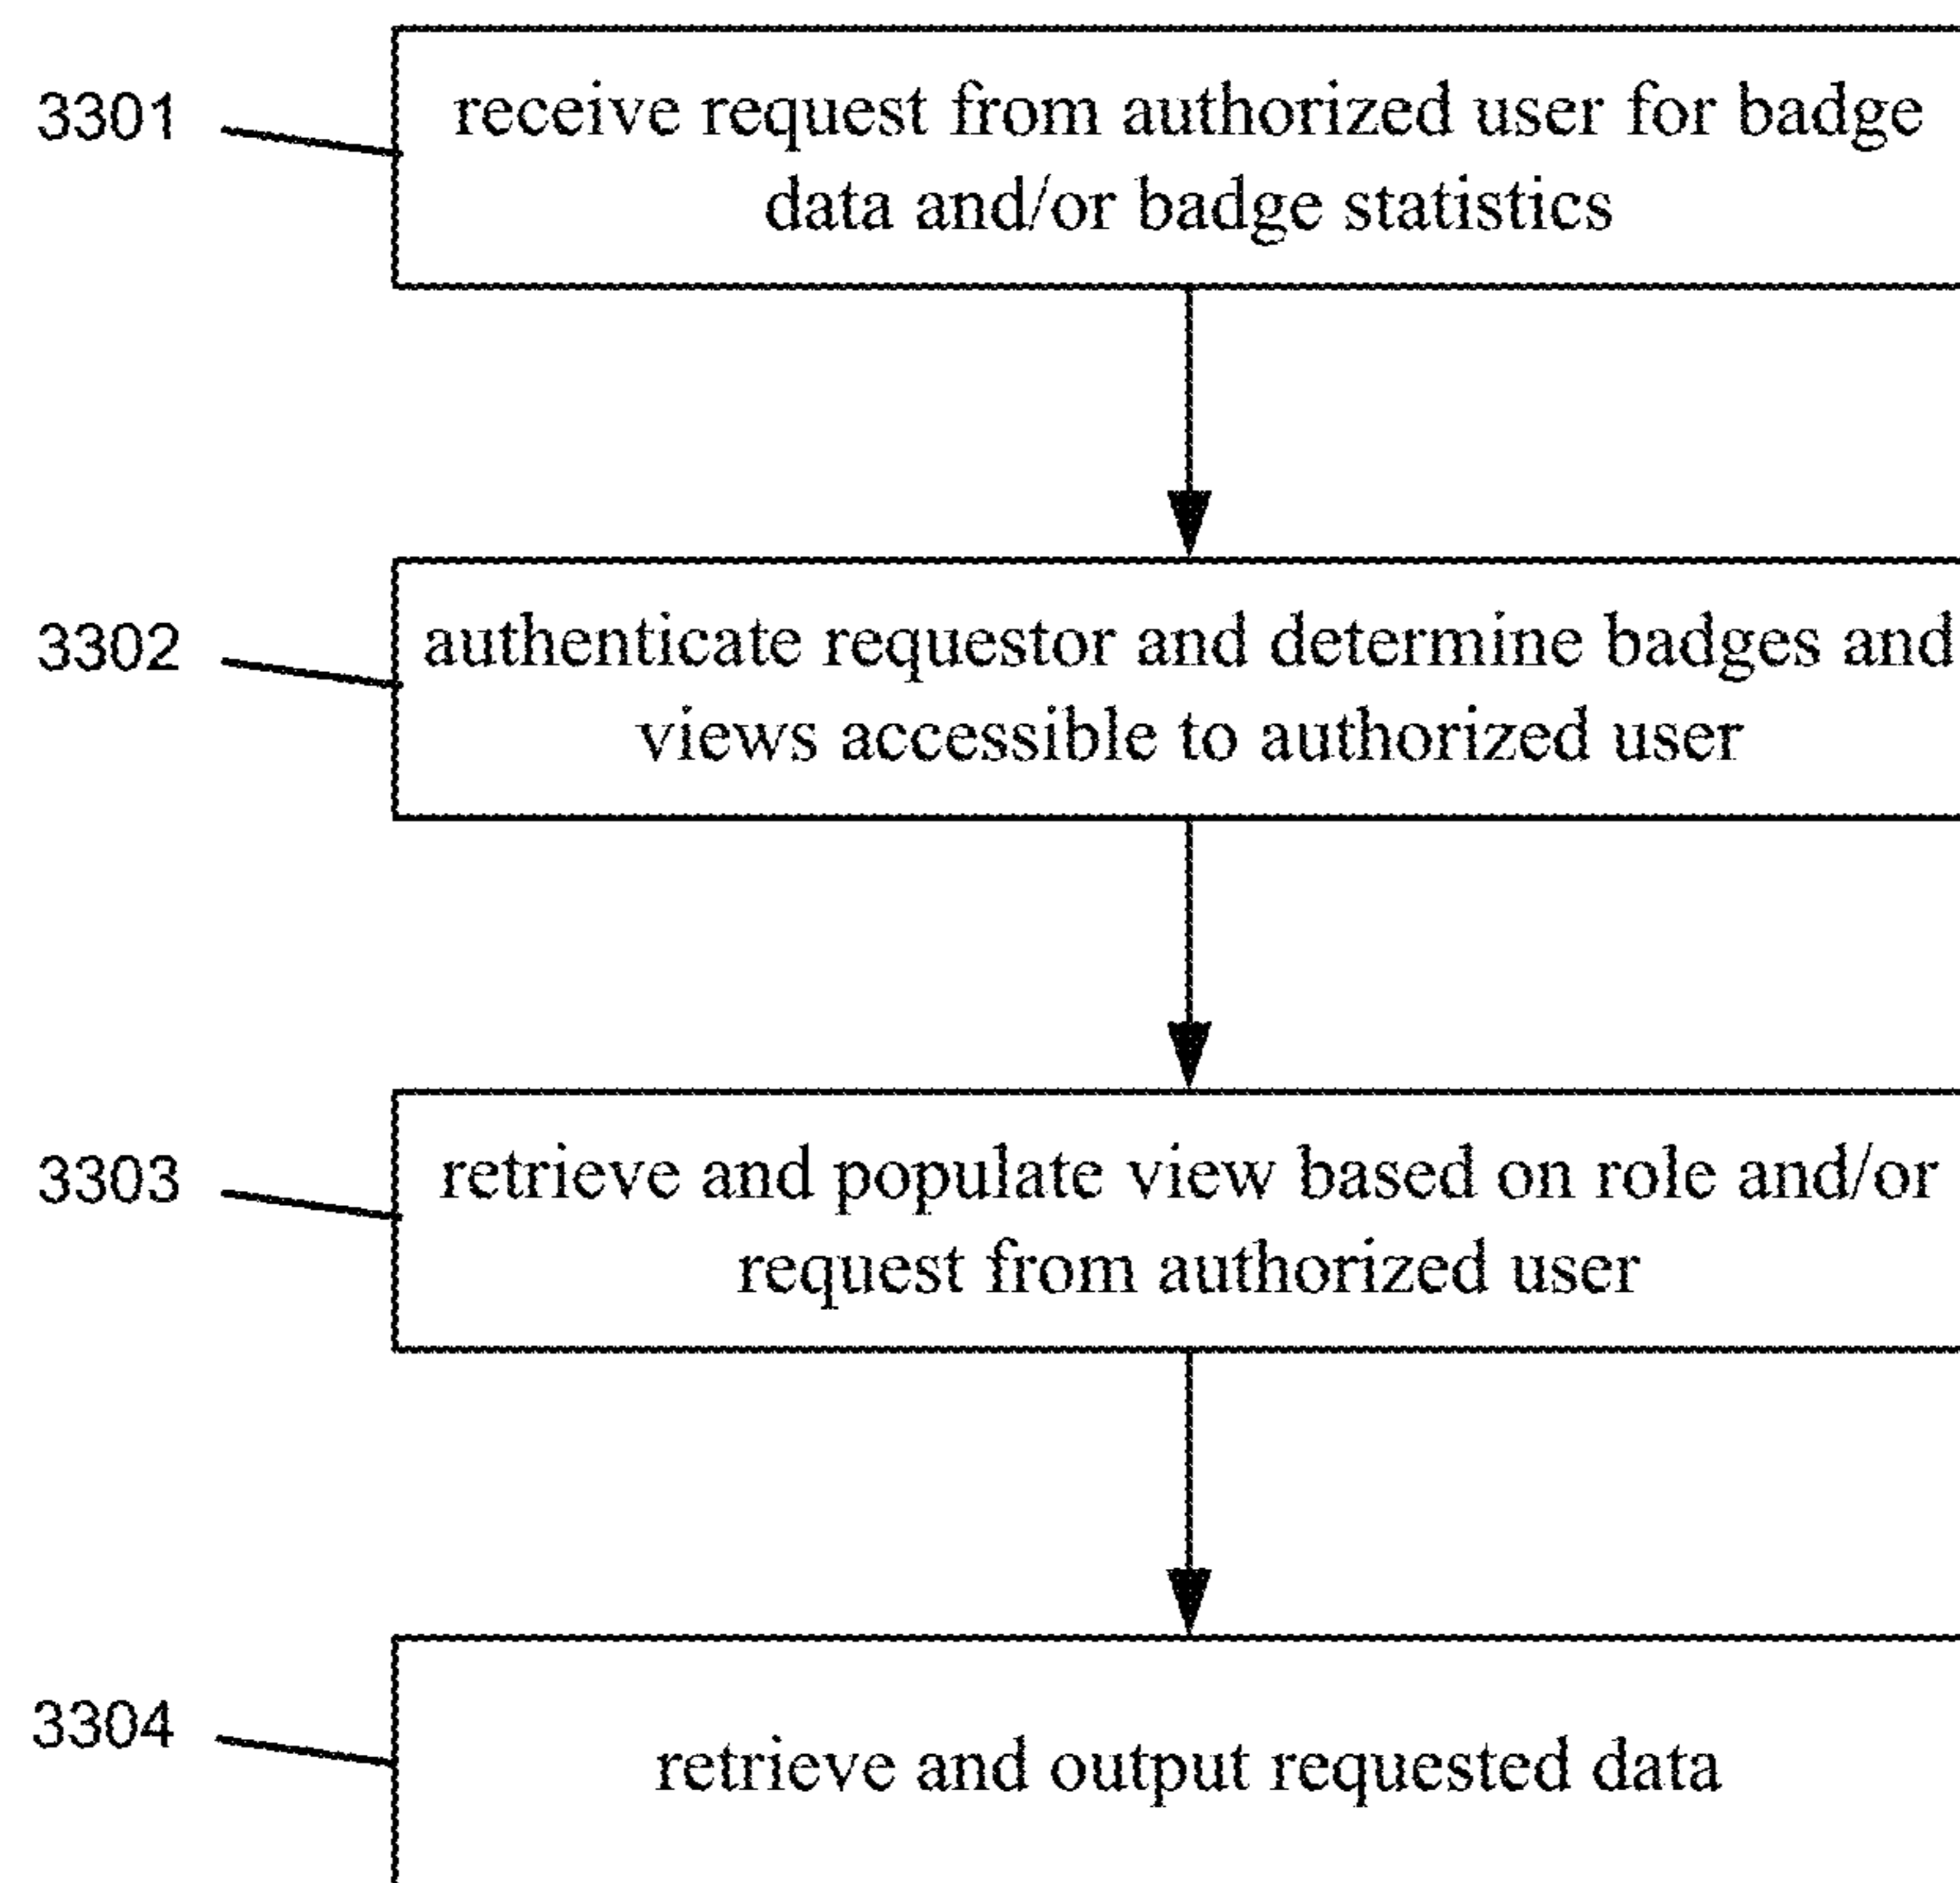 3301
receive request from authorized user for badge
data and/or badge statistics
3302
authenticate requestor and determine badges and
views accessible to authorized user
3303
retrieve and populate view based on role and/or
request from authorized user
3304
retrieve and output requested data